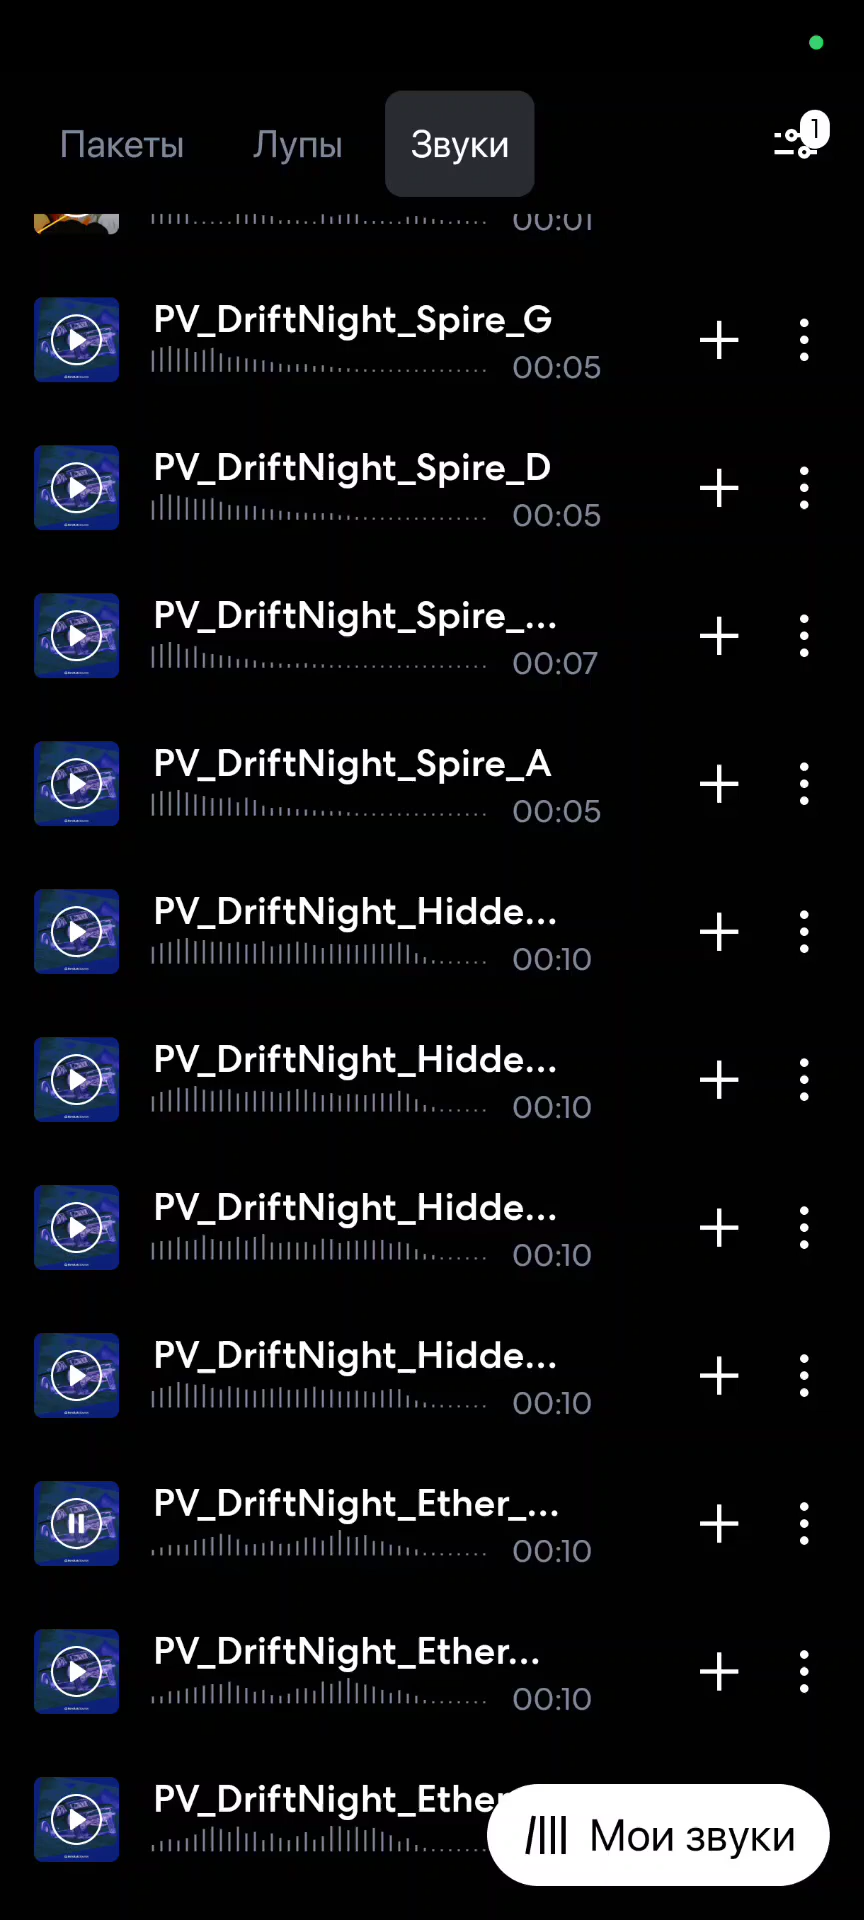 1
Пакеты Лупы Звуки
00:01
PV_DriftNight_Spire_G
00:05
PV_DriftNight_Spire_D
00:05
PV_DriftNight_Spire_...
00:07
PV_DriftNight_Spire_A
00:05
PV_DriftNight_Hidde...
00:10
PV_DriftNight_Hidde...
00:10
PV_DriftNight_Hidde...
00:10
PV_DriftNight_Hidde...
00:10
PV_DriftNight_Ether_...
00:10
PV_DriftNight_Ether...
00:10
PV_DriftNight_Ether
Мои звуки